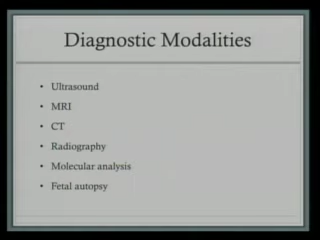 Diagnostic Modalities
• Ultrasound
• MRI
• CT
• Radiography
• Molecular analysis
• Fetal autopsy